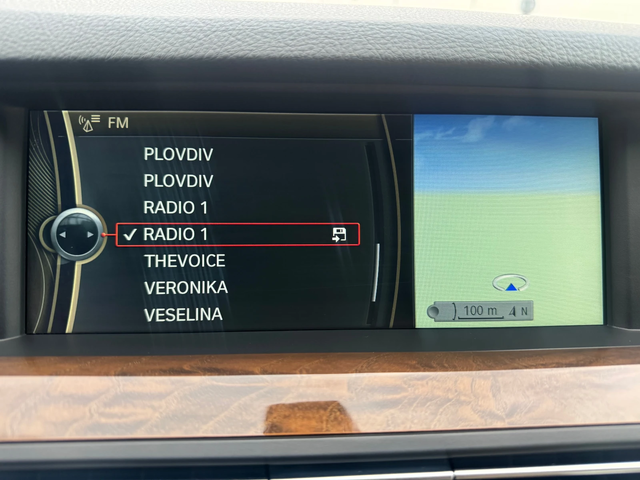 FM
PLOVDIV
PLOVDIV
RADIO 1
RADIO 1
THEVOICE
VERONIKA
VESELINA
100 m N